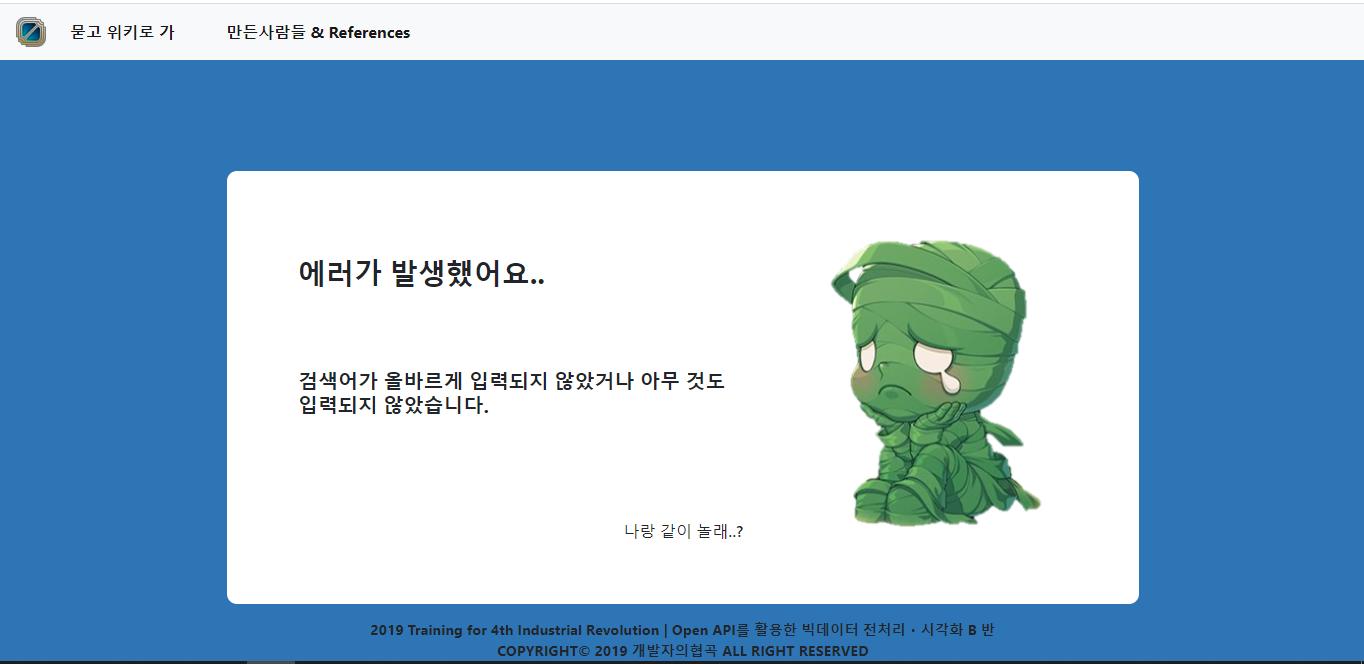 묻고 위키로 가 만든사람들 & References
에러가 발생했어요..
검색어가 올바르게 입력되지 않았거나 아무 것도
입력되지 않았습니다.
나랑 같이 놀래..?
2019 Training for 4th Industrial Revolution | Open API를 활용한 빅데이터 전처리・시각화 B 반
COPYRIGHT© 2019 개발자의협곡 ALL RIGHT RESERVED